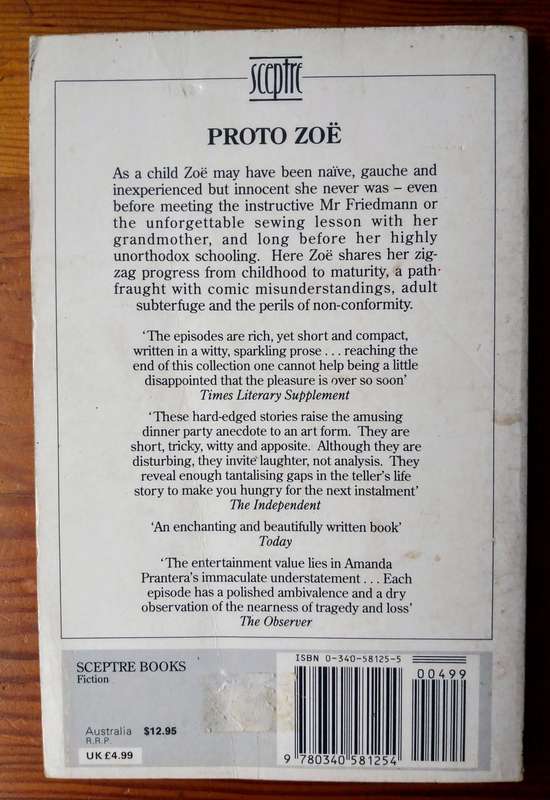 sceptre
PROTO ZOË
As a child Zoë may have been naïve, gauche and
inexperienced but innocent she never was – even
before meeting the instructive Mr Friedmann or
the unforgettable sewing lesson with her
grandmother, and long before her highly
unorthodox schooling. Here Zoë shares her zig-
zag progress from childhood to maturity, a path
fraught with comic misunderstandings, adult
subterfuge and the perils of non-conformity.
‘The episodes are rich, yet short and compact,
written in a witty, sparkling prose . . . reaching the
end of this collection one cannot help being a little
disappointed that the pleasure is over so soon’
Times Literary Supplement
‘These hard-edged stories raise the amusing
dinner party anecdote to an art form. They are
short, tricky, witty and apposite. Although they are
disturbing, they invite laughter, not analysis. They
reveal enough tantalising gaps in the teller’s life
story to make you hungry for the next instalment’
The Independent
‘An enchanting and beautifully written book’
Today
‘The entertainment value lies in Amanda
Prantera’s immaculate understatement . . . Each
episode has a polished ambivalence and a dry
observation of the nearness of tragedy and loss’
The Observer
SCEPTRE BOOKS
Fiction
Australia $12.95
R.R.P.
UK £4.99
ISBN 0-340-58125-5
00499
9 780340 581254